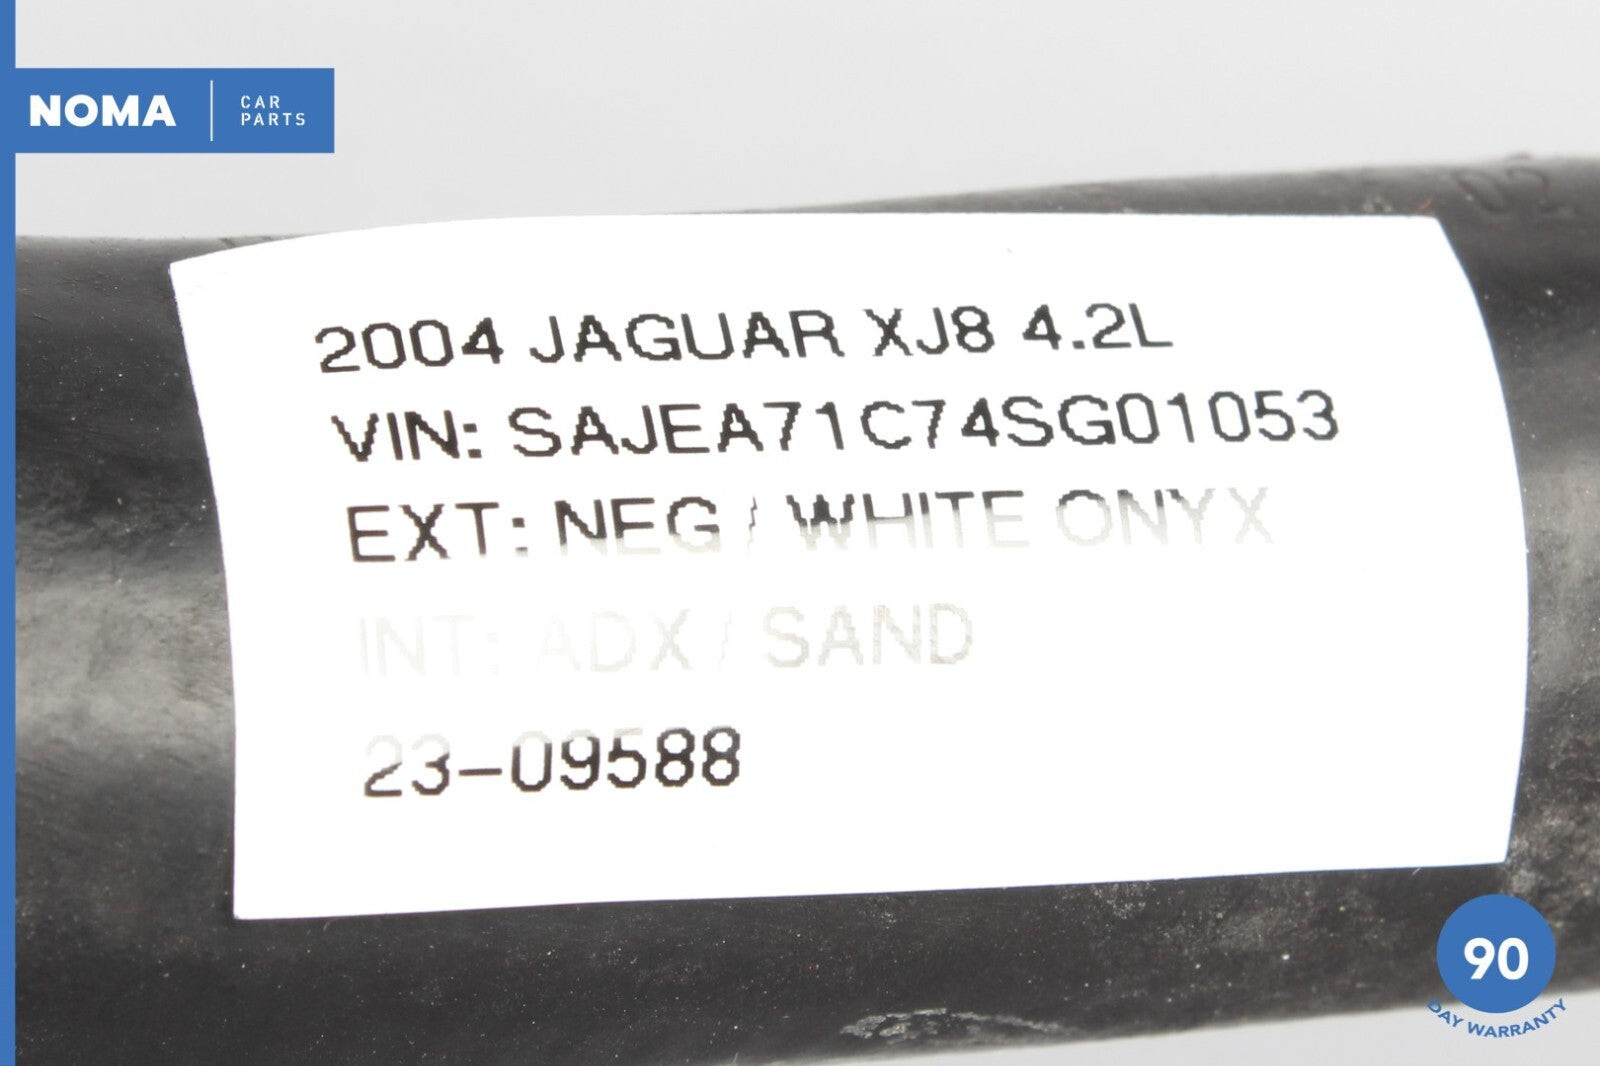 NOMA
CAR
PARTS
2004 JAGUAR XJ8 4.2L
VIN: SAJEA71C74SG01053
EXT: NEG / WHITE ONYX
INT: ADX / SAND
23-09588
90
DAY WARRANTY